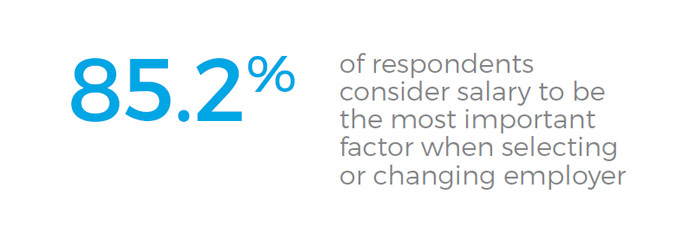 85.2%
of respondents
consider salary to be
the most important
factor when selecting
or changing employer